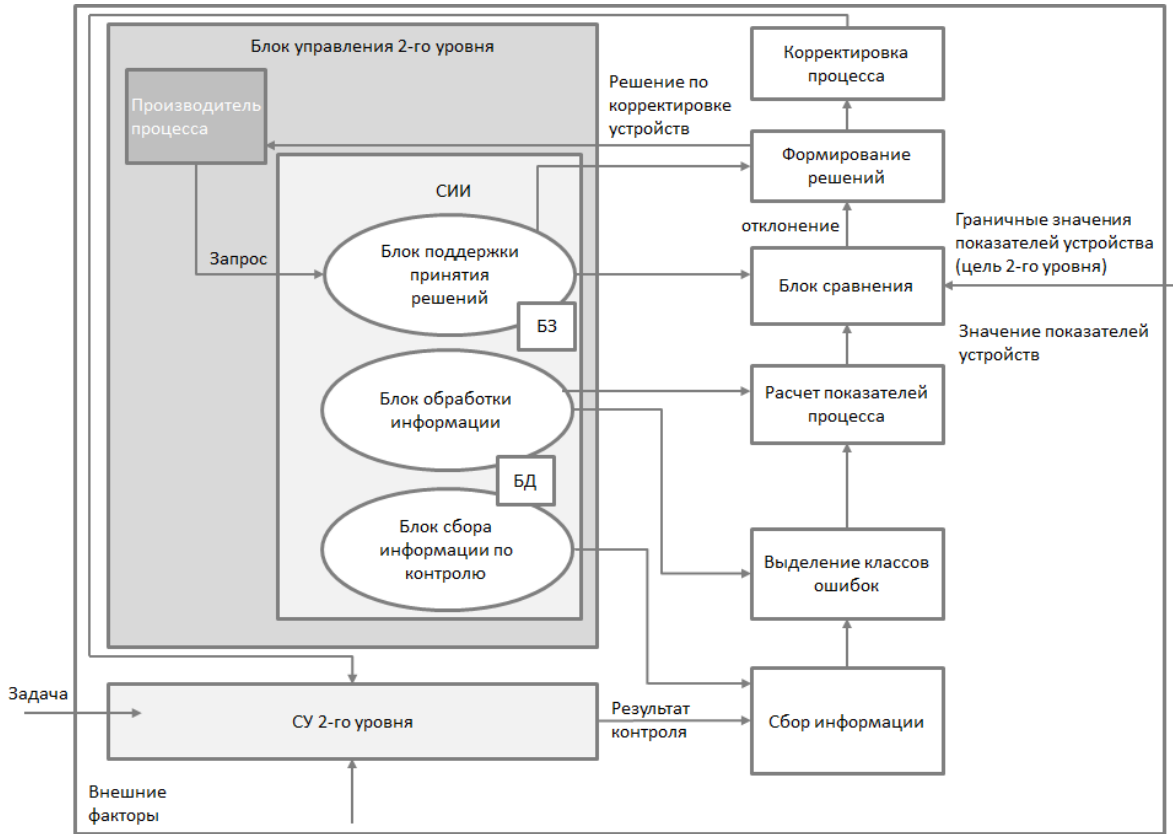 Блок управления 2-го уровня
Производитель
процесса
Решение по
корректировке
устройств
Корректировка
процесса
Формирование
решений
СИИ
отклонение
Граничные значения
показателей устройства
(цель 2-го уровня)
Запрос
Блок поддержки
принятия
решений
Блок сравнения
БЗ
Значение показателей
устройств
Блок обработки
информации
Расчет показателей
процесса
БД
Блок сбора
информации по
контролю
Выделение классов
ошибок
Задача
СУ 2-го уровня
Результат
контроля
Сбор информации
Внешние
факторы